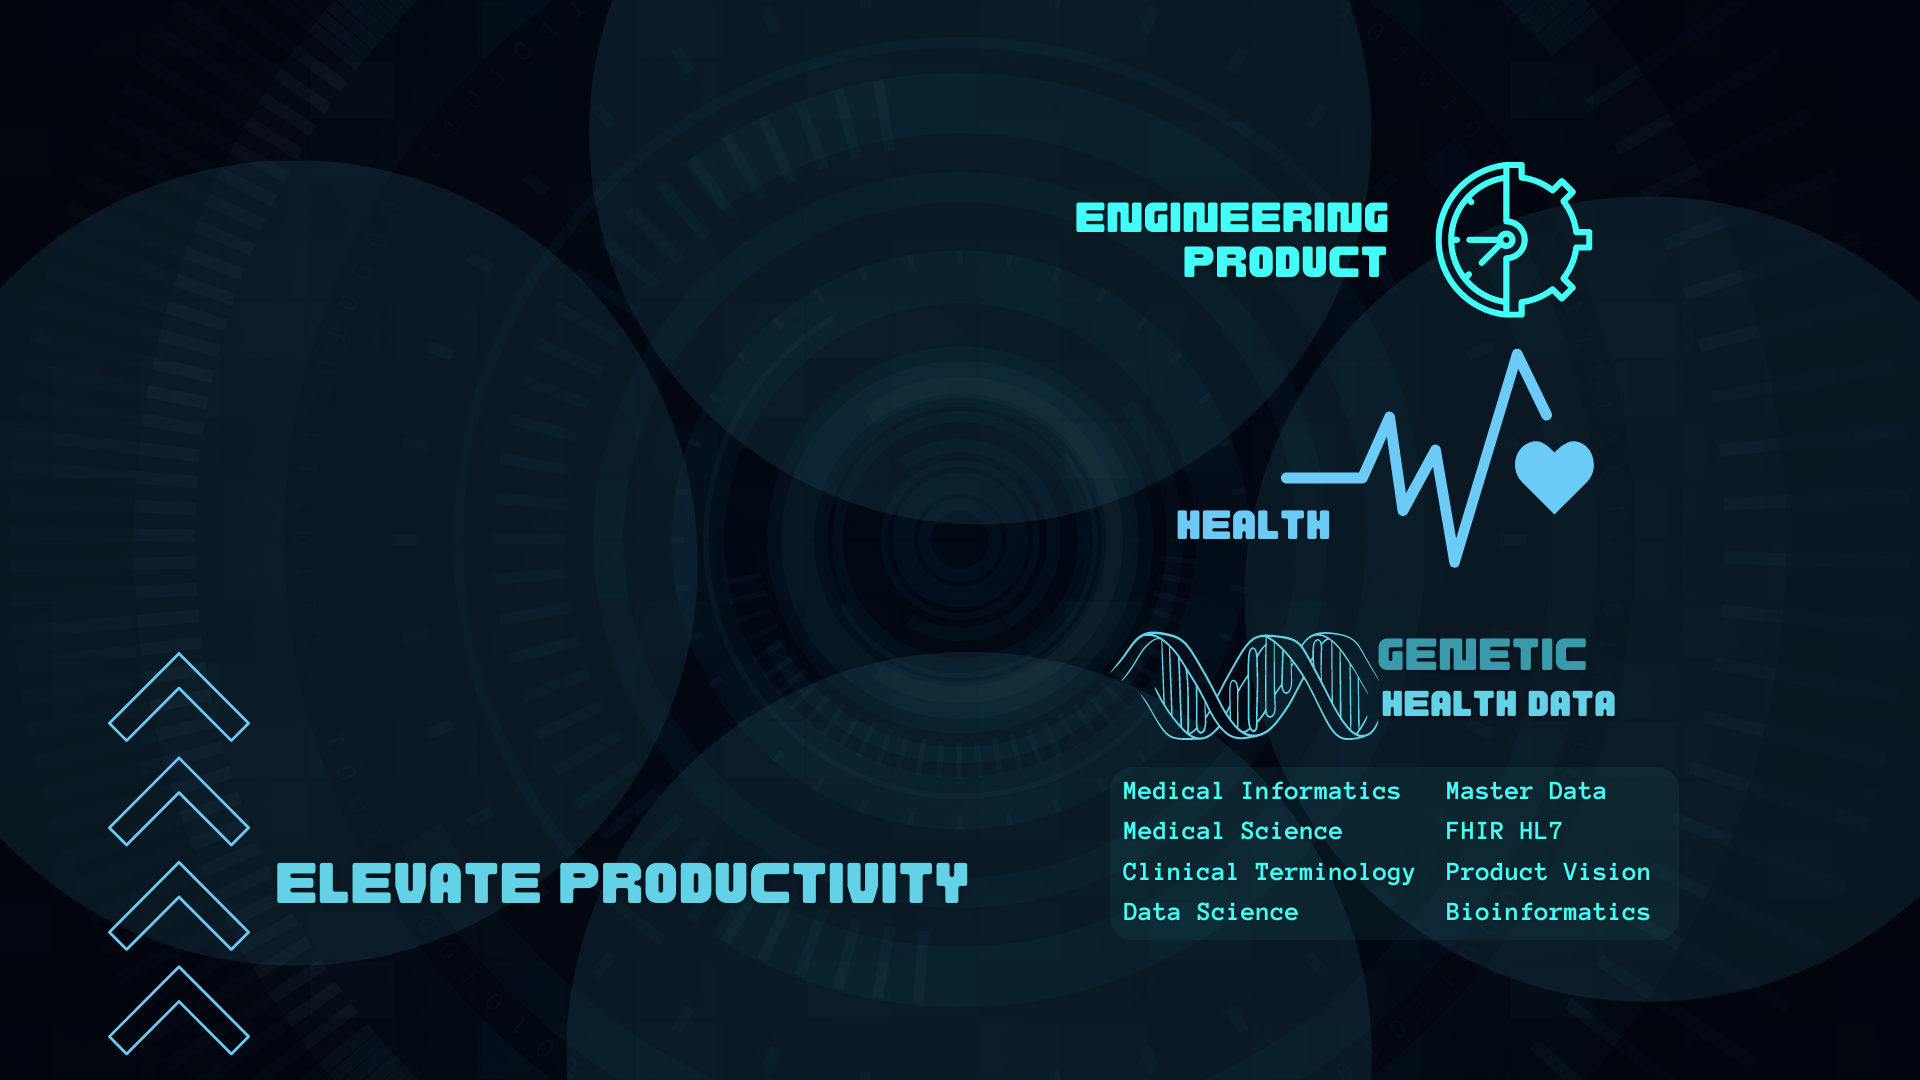 ENGINEERING
PRODUCT
HEALTH
GENETIC
HEALTH DATA
Medical Informatics
Medical Science
Clinical Terminology
Data Science
Master Data
FHIR HL7
Product Vision
Bioinformatics
ELEVATE PRODUCTIVITY